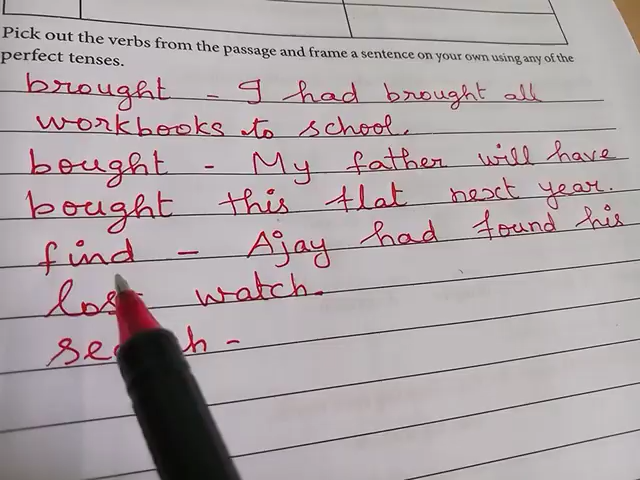 Pick out the verbs from the passage and frame a sentence on your own using any of the
perfect tenses.
brought - I had brought all
workbooks to school.
bought - My father will have
bought this flat next year.
find - Ajay had found his
watch.
-